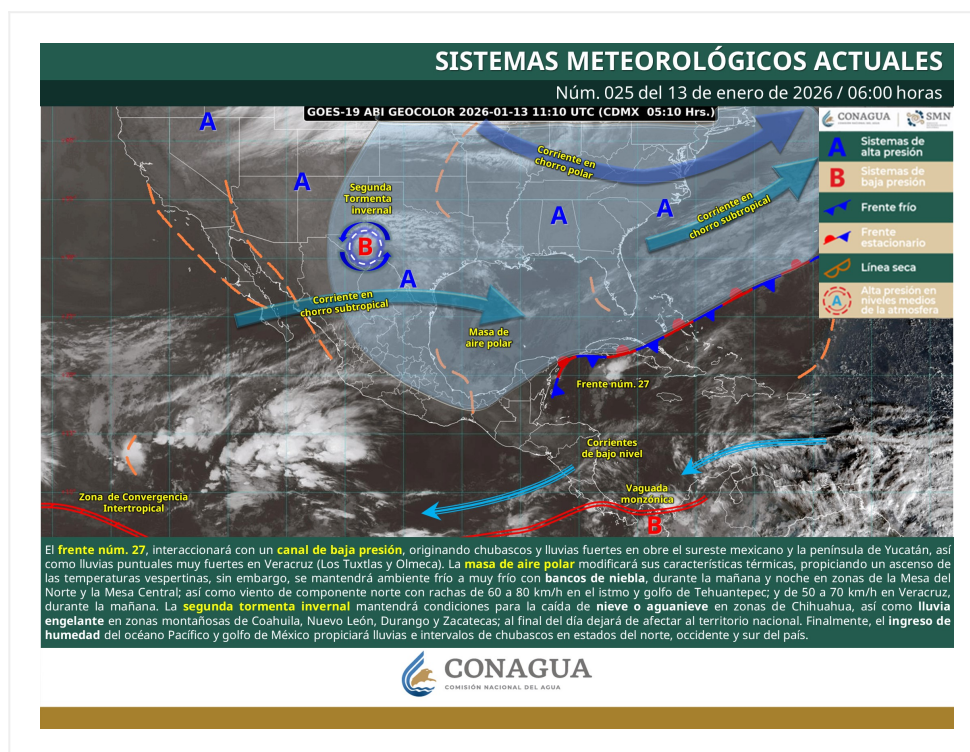 SISTEMAS METEOROLÓGICOS ACTUALES
Núm. 025 del 13 de enero de 2026 / 06:00 horas
GOES-19 ABI GEOCOLOR 2026-01-13 11:10 UTC (CDMX 05:10 Hrs.)
CONAGUA
SMN
A
Sistemas de
alta presión
B
Sistemas de
baja presión
Frente frío
Frente
estacionario
Línea seca
A
Alta presión en
niveles medios
de la atmosfera
A
A
Segunda
Tormenta
invernal
B
A
A
A
Corriente en
chorro polar
Corriente en
chorro subtropical
Corriente en
chorro subtropical
Masa de
aire polar
Frente núm. 27
Corrientes
de bajo nivel
Vaguada
monzónica
B
Zona de Convergencia
Intertropical
El frente núm. 27, interaccionará con un canal de baja presión, originando chubascos y lluvias fuertes en obre el sureste mexicano y la península de Yucatán, así
como lluvias puntuales muy fuertes en Veracruz (Los Tuxtlas y Olmeca). La masa de aire polar modificará sus características térmicas, propiciando un ascenso de
las temperaturas vespertinas, sin embargo, se mantendrá ambiente frío a muy frío con bancos de niebla, durante la mañana y noche en zonas de la Mesa del
Norte y la Mesa Central; así como viento de componente norte con rachas de 60 a 80 km/h en el istmo y golfo de Tehuantepec; y de 50 a 70 km/h en Veracruz,
durante la mañana. La segunda tormenta invernal mantendrá condiciones para la caída de nieve o aguanieve en zonas de Chihuahua, así como lluvia
engelante en zonas montañosas de Coahuila, Nuevo León, Durango y Zacatecas; al final del día dejará de afectar al territorio nacional. Finalmente, el ingreso de
humedad del océano Pacífico y golfo de México propiciará lluvias e intervalos de chubascos en estados del norte, occidente y sur del país.
CONAGUA
COMISIÓN NACIONAL DEL AGUA